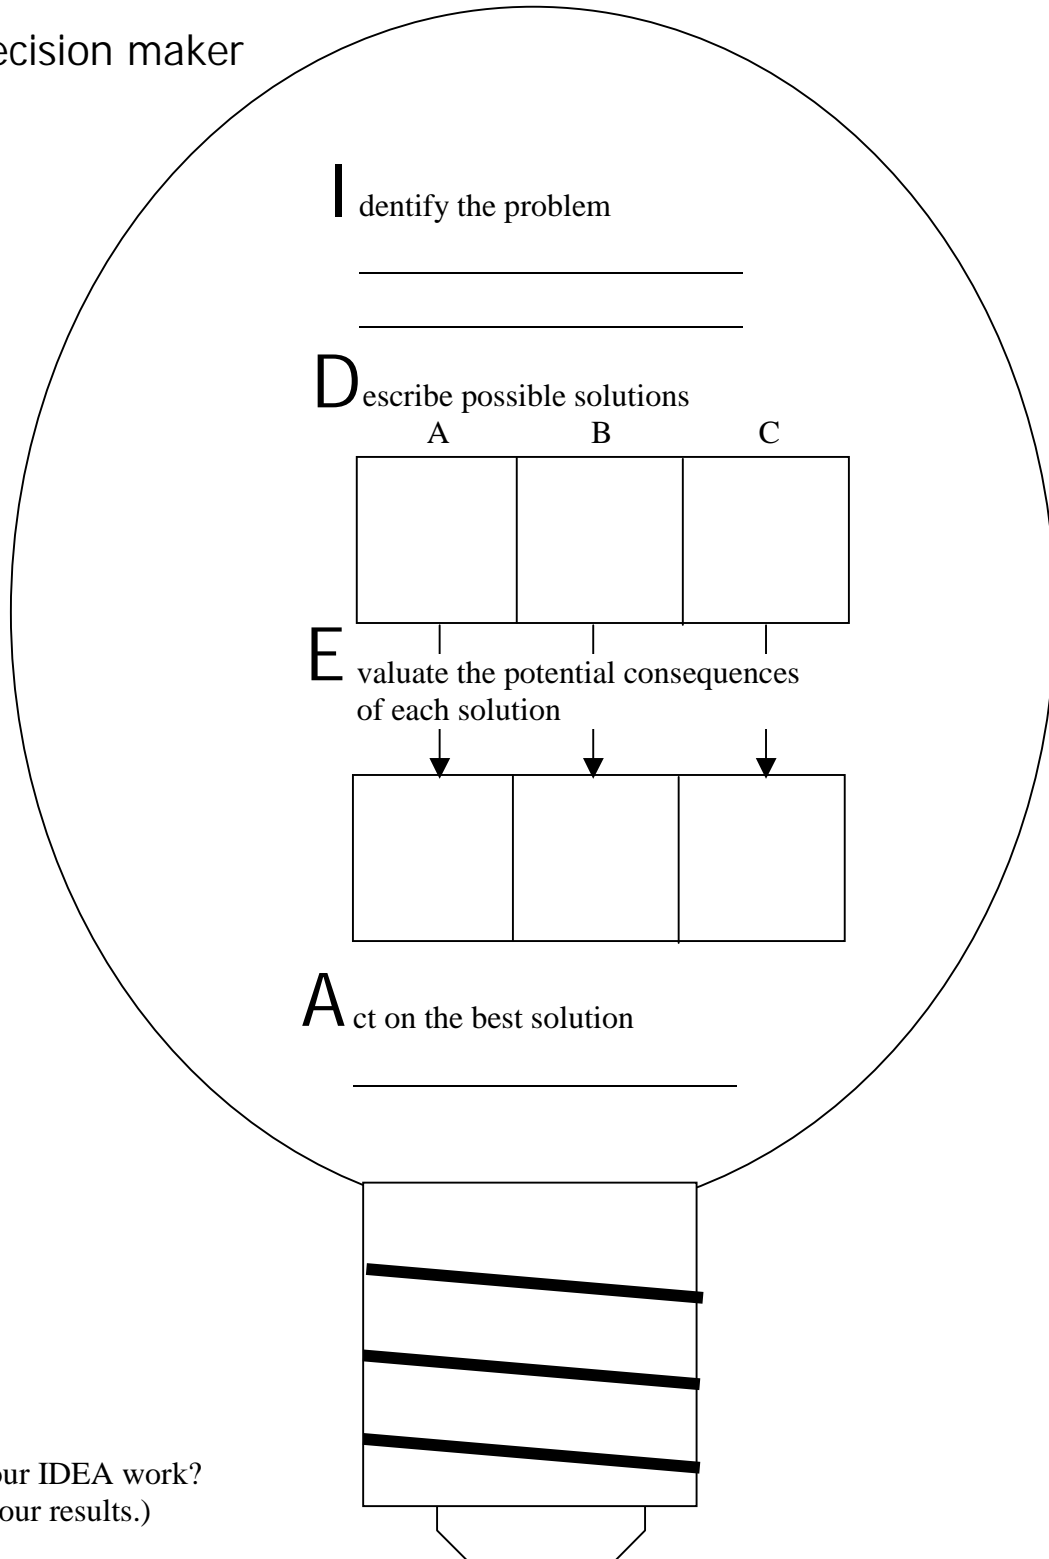 ecision maker
Identify the problem
Describe possible solutions
A B C
Evaluate the potential consequences
of each solution
Act on the best solution
our IDEA work?
our results.)